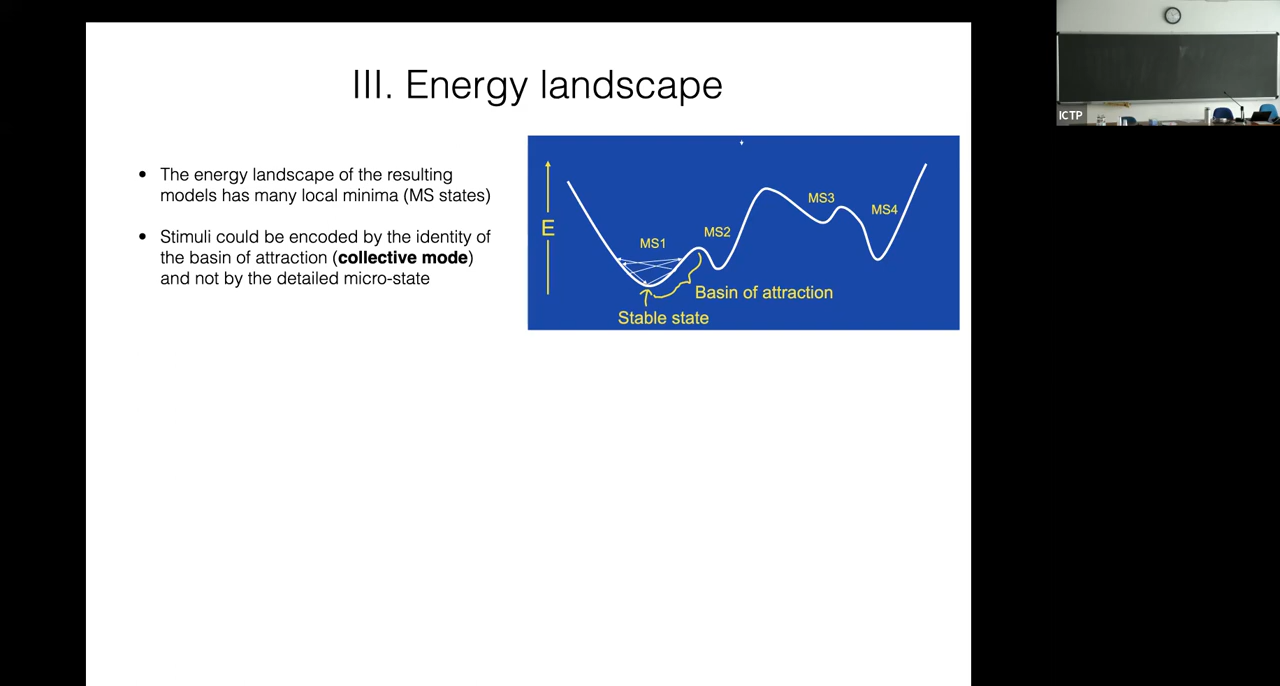 III. Energy landscape
• The energy landscape of the resulting
models has many local minima (MS states)
• Stimuli could be encoded by the identity of
the basin of attraction (collective mode)
and not by the detailed micro-state
E
MS1
MS2
MS3
MS4
Basin of attraction
Stable state
ICTP